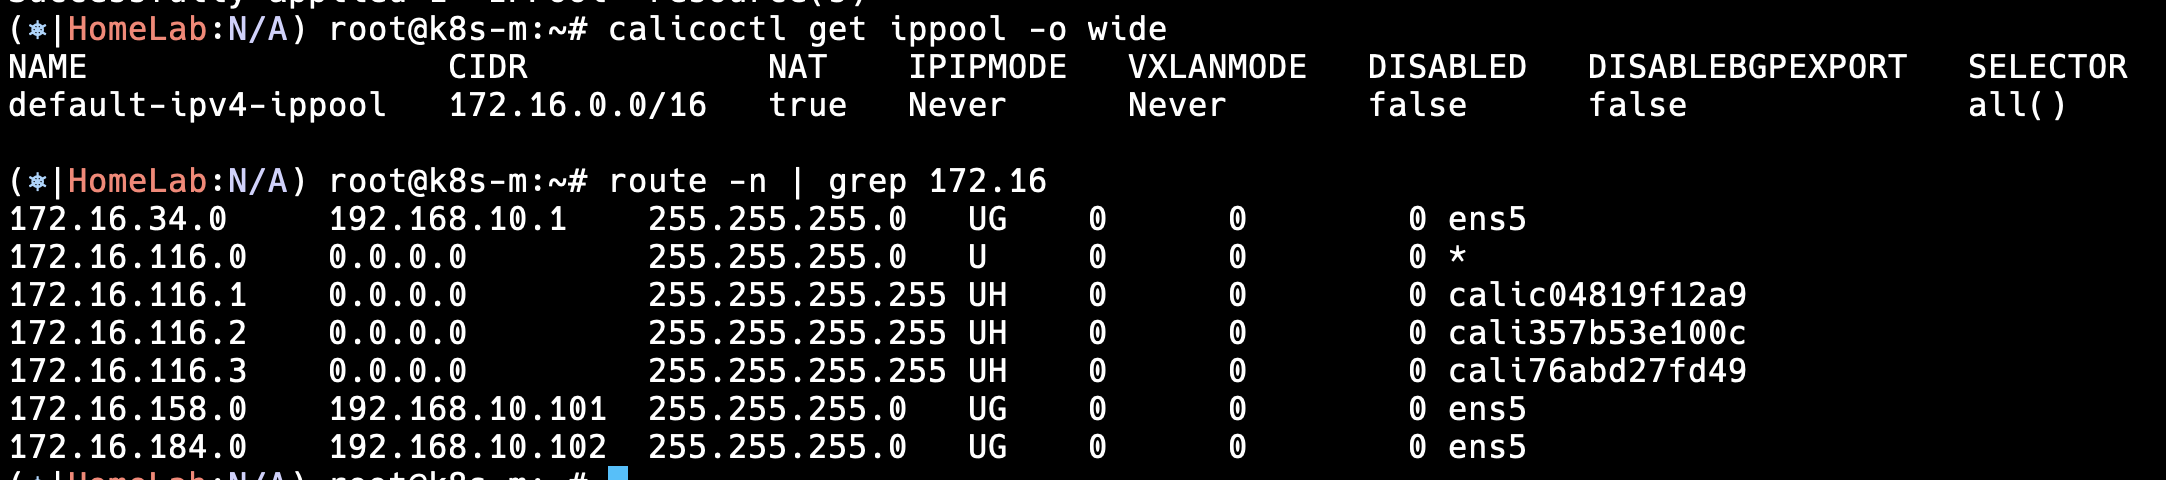 Successfully applied 1 'IPPool' resource(s)
(⎈|HomeLab:N/A) root@k8s-m:~# calicoctl get ippool -o wide
NAME CIDR NAT IPIPMODE VXLANMODE DISABLED DISABLEBGPEXPORT SELECTOR
default-ipv4-ippool 172.16.0.0/16 true Never Never false false all()
(⎈|HomeLab:N/A) root@k8s-m:~# route -n | grep 172.16
172.16.34.0 192.168.10.1 255.255.255.0 UG 0 0 0 ens5
172.16.116.0 0.0.0.0 255.255.255.0 U 0 0 0 *
172.16.116.1 0.0.0.0 255.255.255.255 UH 0 0 0 calic04819f12a9
172.16.116.2 0.0.0.0 255.255.255.255 UH 0 0 0 cali357b53e100c
172.16.116.3 0.0.0.0 255.255.255.255 UH 0 0 0 cali76abd27fd49
172.16.158.0 192.168.10.101 255.255.255.0 UG 0 0 0 ens5
172.16.184.0 192.168.10.102 255.255.255.0 UG 0 0 0 ens5
(⎈|HomeLab:N/A) root@k8s-m:~#